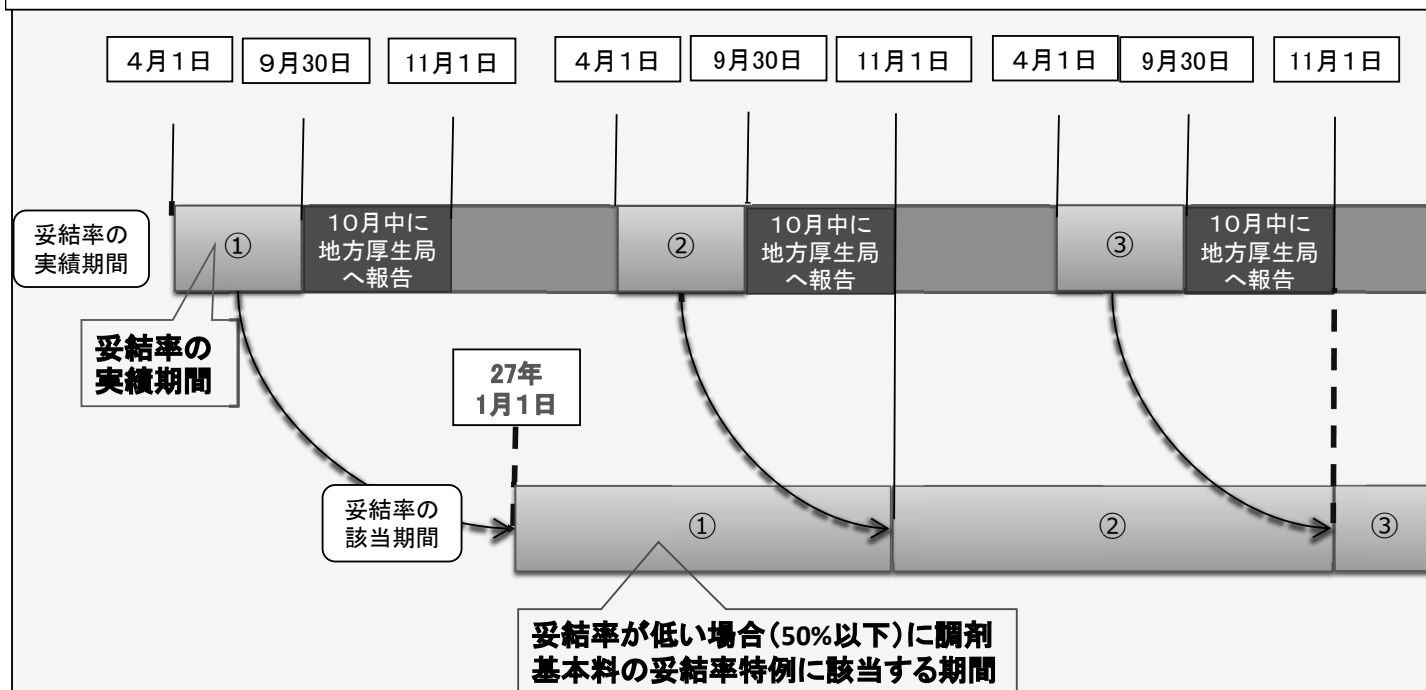 ４月１日
９月30日
11月１日
４月１日
9月30日
11月１日
４月１日
9月30日
11月１日
妥結率の
実績期間
①
１０月中に
地方厚生局
へ報告
②
１０月中に
地方厚生局
へ報告
③
１０月中に
地方厚生局
へ報告
妥結率の
実績期間
27年
1月１日
妥結率の
該当期間
①
②
③
妥結率が低い場合（50%以下）に調剤
基本料の妥結率特例に該当する期間